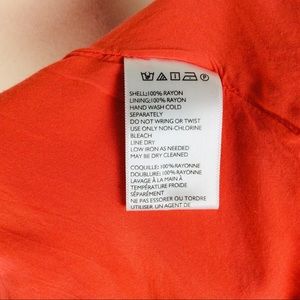 SHELL:100% RAYON
LINING:100% RAYON
HAND WASH COLD
SEPARATELY
DO NOT WRING OR TWIST
USE ONLY NON-CHLORINE
BLEACH
LINE DRY
LOW IRON AS NEEDED
MAY BE DRY CLEANED
COQUILLE: 100% RAYONNE
DOUBLURE: 100% RAYONNE
LAVAGE À LA MAIN À
TEMPÉRATURE FROIDE
SÉPARÉMENT
NE PAS ESSORER OU TORDRE
UTILISER UN AGENT DE